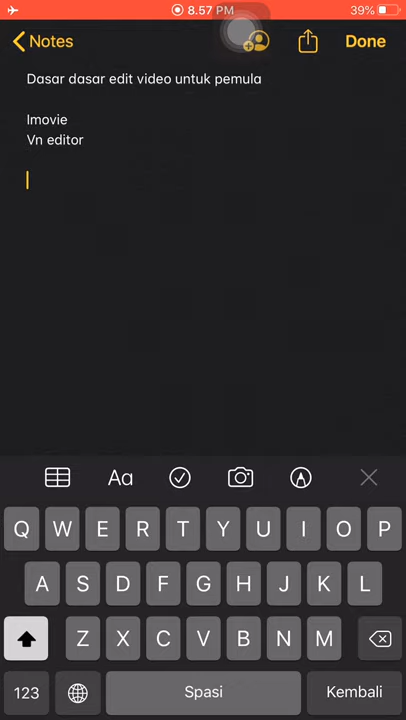 8.57 PM
39%
Notes
Done
Dasar dasar edit video untuk pemula
Imovie
Vn editor
Aa
Q W E R T Y U I O P
A S D F G H J K L
Z X C V B N M
123
Spasi
Kembali